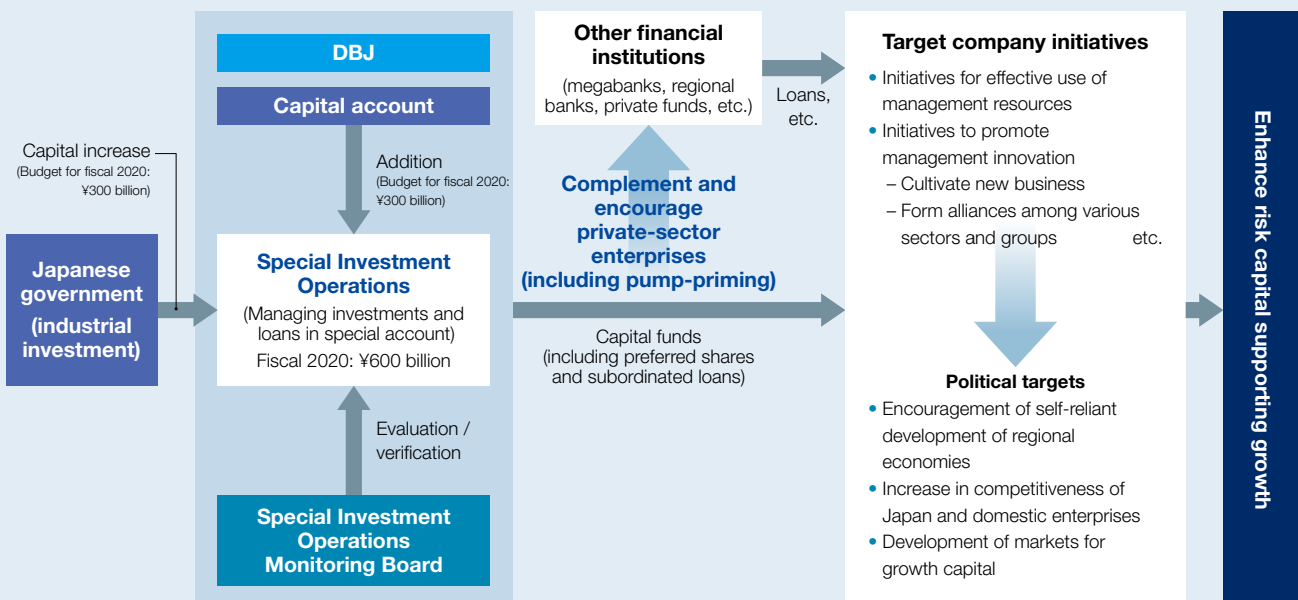 DBJ
Capital account
Capital increase
(Budget for fiscal 2020:
¥300 billion)
Addition
(Budget for fiscal 2020:
¥300 billion)
Japanese
government
(industrial
investment)
Special Investment
Operations
(Managing investments and
loans in special account)
Fiscal 2020: ¥600 billion
Evaluation /
verification
Special Investment
Operations
Monitoring Board
Other financial
institutions
(megabanks, regional
banks, private funds, etc.)
Loans,
etc.
Complement and
encourage
private-sector
enterprises
(including pump-priming)
Capital funds
(including preferred shares
and subordinated loans)
Target company initiatives
• Initiatives for effective use of
management resources
• Initiatives to promote
management innovation
– Cultivate new business
– Form alliances among various
sectors and groups etc.
Political targets
• Encouragement of self-reliant
development of regional
economies
• Increase in competitiveness of
Japan and domestic enterprises
• Development of markets for
growth capital
Enhance risk capital supporting growth